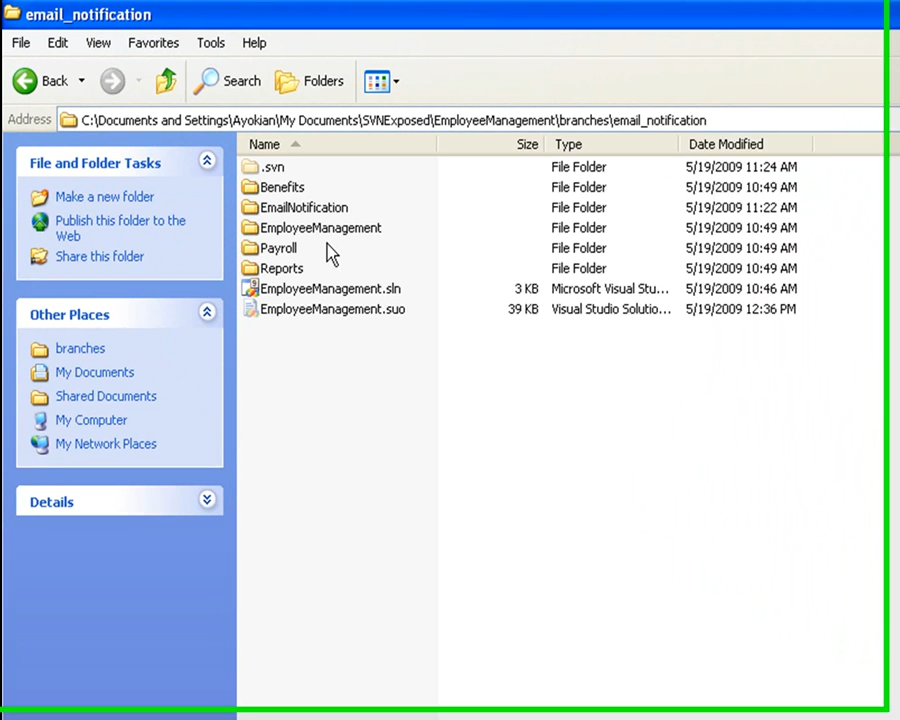 email_notification
File Edit View Favorites Tools Help
Back Search Folders
Address C:\Documents and Settings\Ayokian\My Documents\SVNExposed\EmployeeManagement\branches\email_notification
File and Folder Tasks
Make a new folder
Publish this folder to the
Web
Share this folder
Other Places
branches
My Documents
Shared Documents
My Computer
My Network Places
Details
Name Size Type Date Modified
.svn File Folder 5/19/2009 11:24 AM
Benefits File Folder 5/19/2009 10:49 AM
EmailNotification File Folder 5/19/2009 11:22 AM
EmployeeManagement File Folder 5/19/2009 10:49 AM
Payroll File Folder 5/19/2009 10:49 AM
Reports File Folder 5/19/2009 10:49 AM
EmployeeManagement.sln 3 KB Microsoft Visual Stu... 5/19/2009 10:46 AM
EmployeeManagement.suo 39 KB Visual Studio Solutio... 5/19/2009 12:36 PM